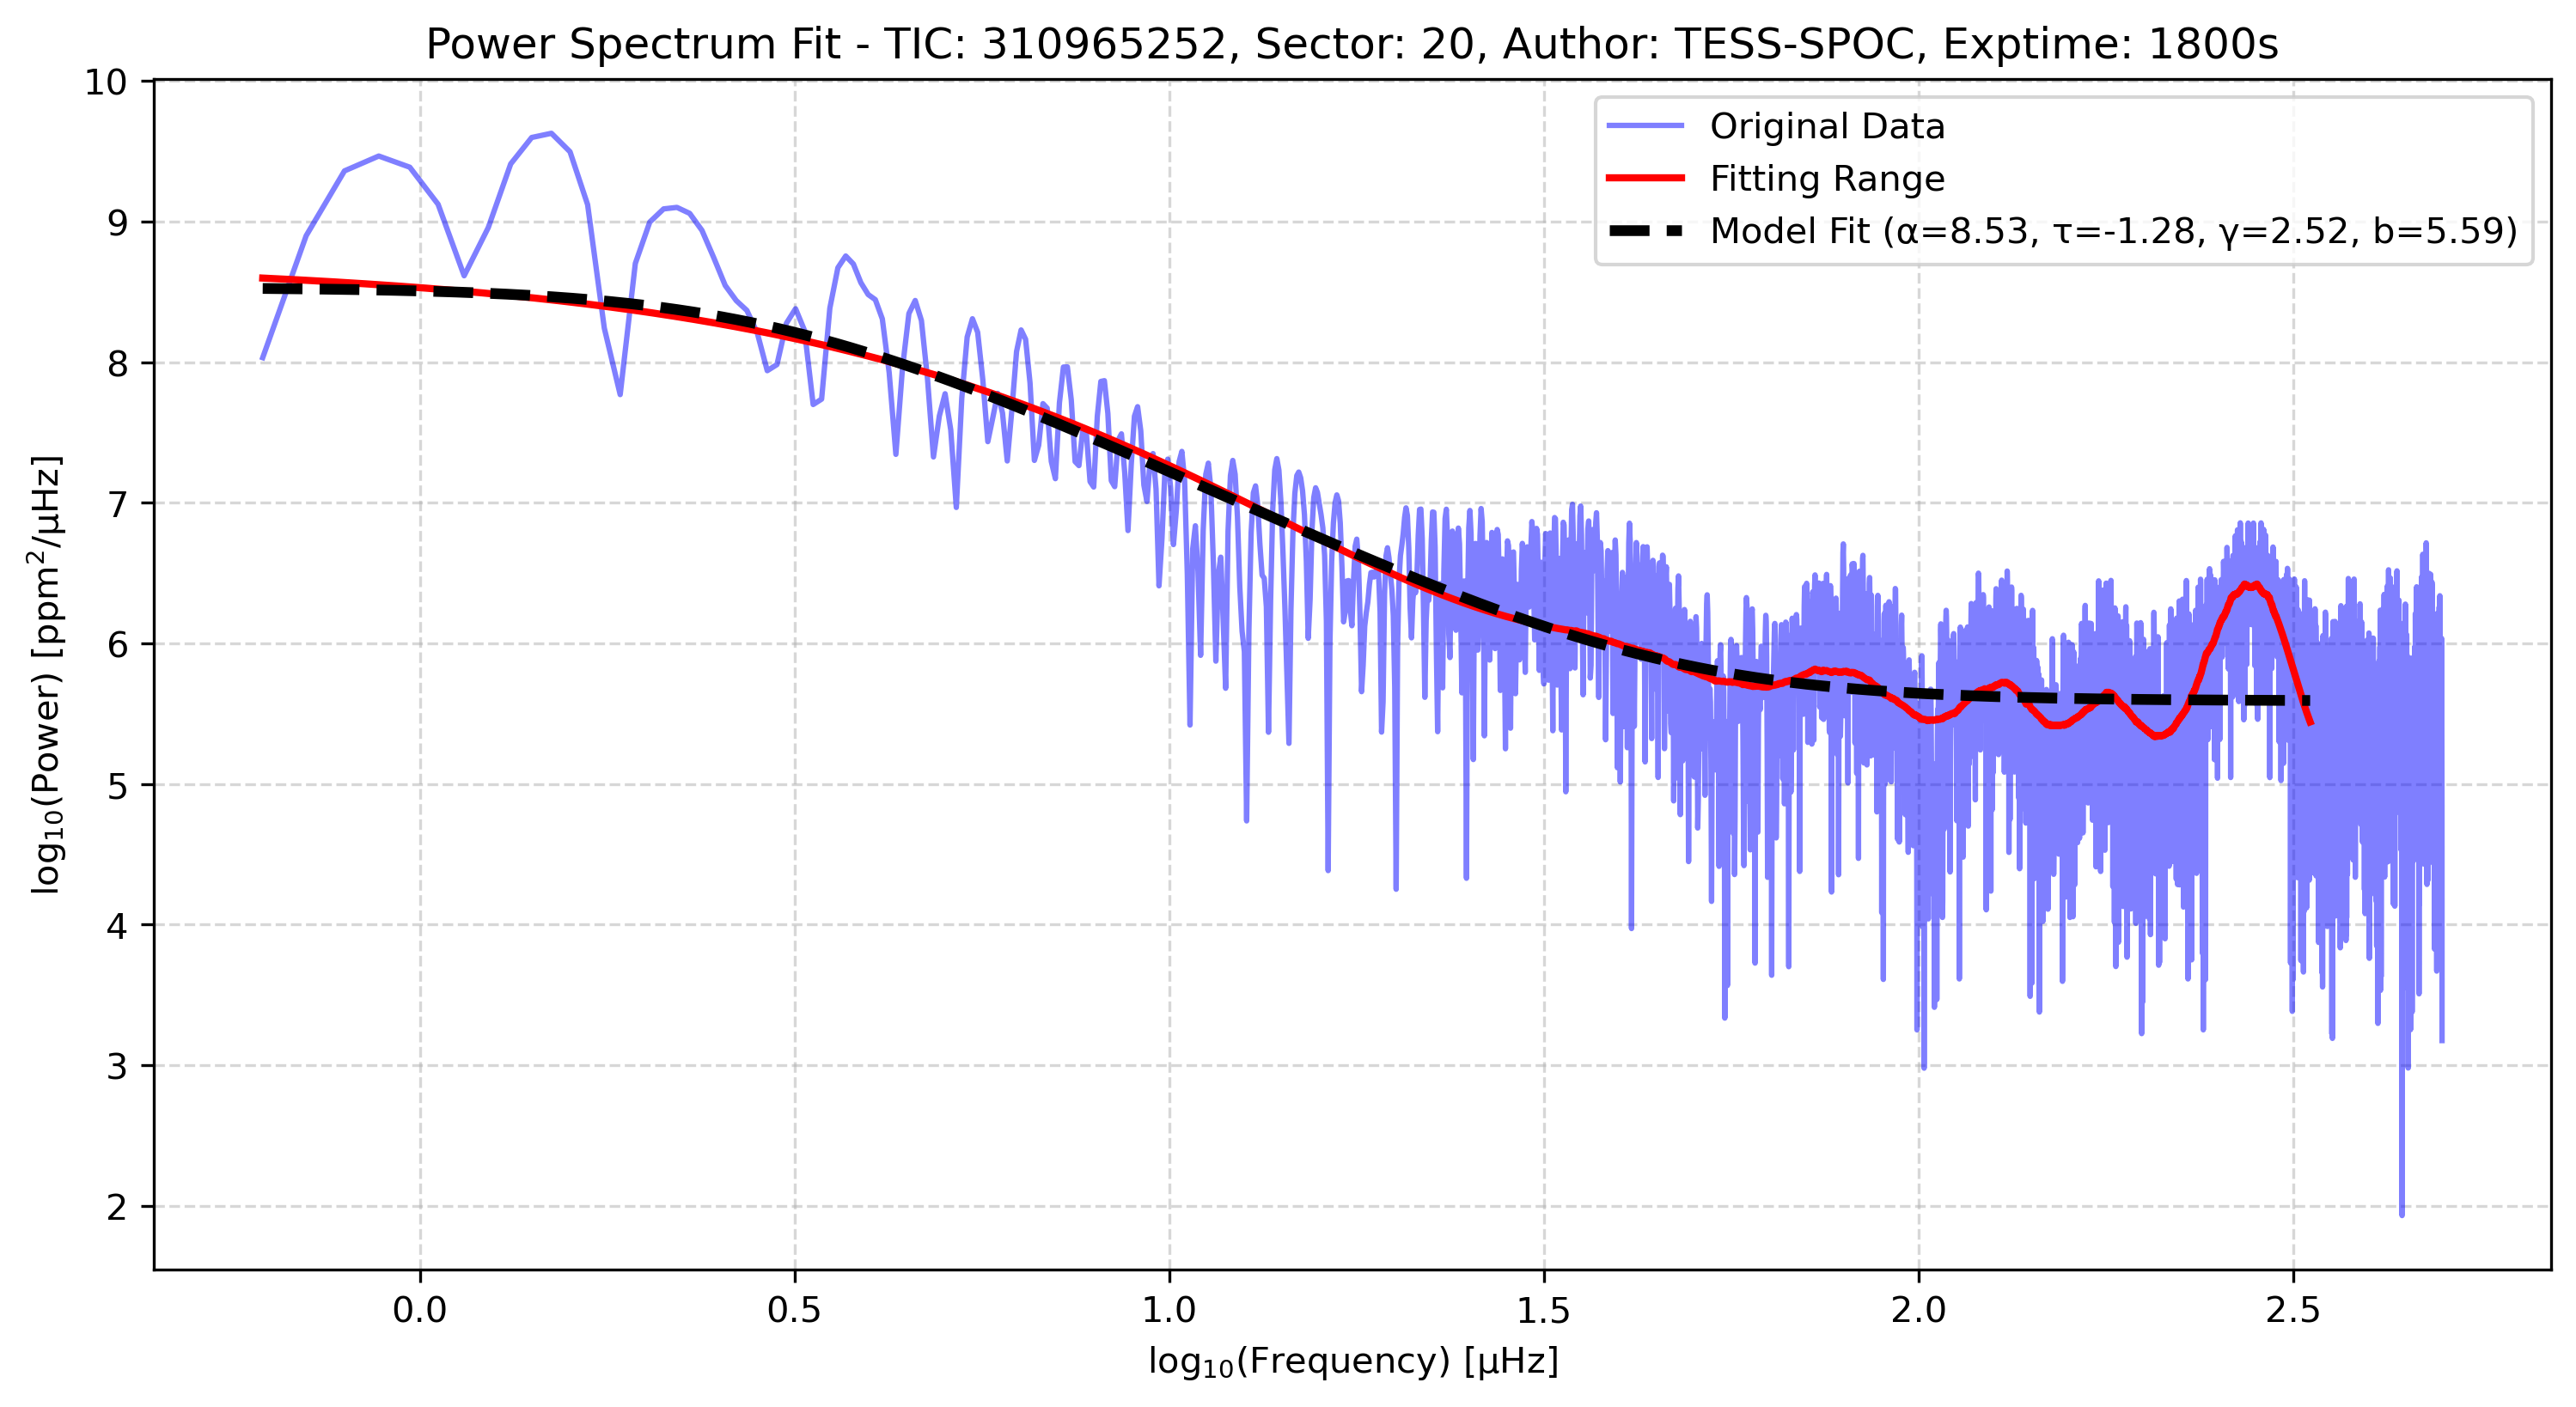 Power Spectrum Fit - TIC: 310965252, Sector: 20, Author: TESS-SPOC, Exptime: 1800s
Original Data
Fitting Range
Model Fit (α=8.53, τ=-1.28, γ=2.52, b=5.59)
log₁₀(Power) [ppm²/μHz]
10
9
8
7
6
5
4
3
2
0.0 0.5 1.0 1.5 2.0 2.5
log₁₀(Frequency) [μHz]